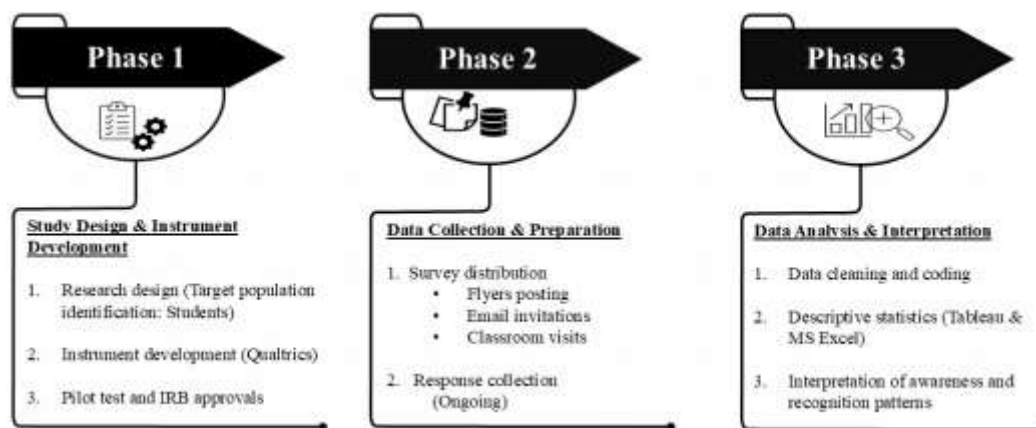 Phase 1
Study Design & Instrument
Development
1. Research design (Target population
identification: Students)
2. Instrument development (Qualtrics)
3. Pilot test and IRB approvals
Phase 2
Data Collection & Preparation
1. Survey distribution
• Flyers posting
• Email invitations
• Classroom visits
2. Response collection
(Ongoing)
Phase 3
Data Analysis & Interpretation
1. Data cleaning and coding
2. Descriptive statistics (Tableau &
MS Excel)
3. Interpretation of awareness and
recognition patterns